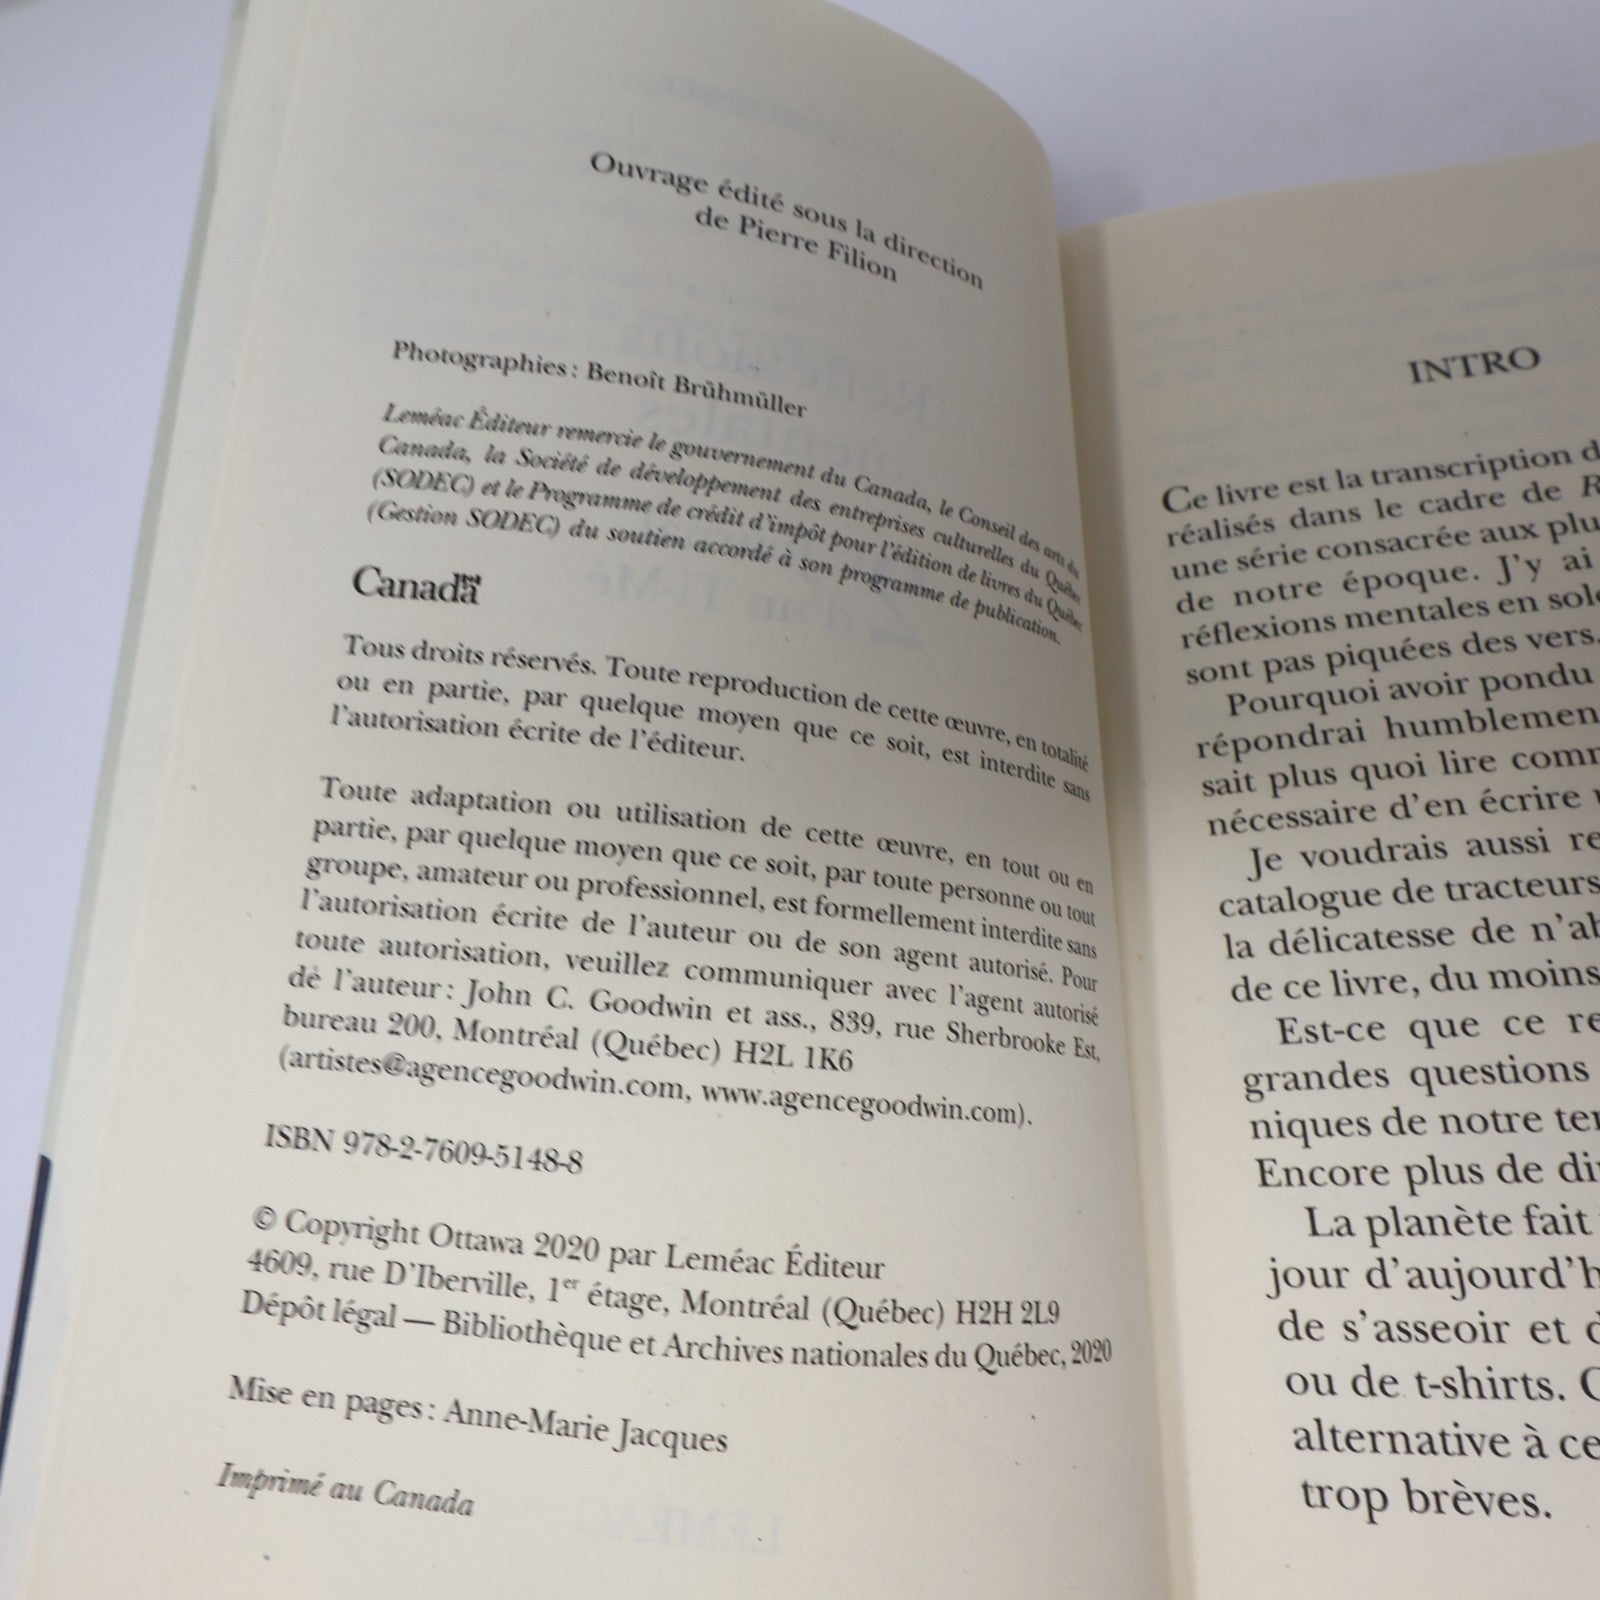 Ouvrage édité sous la direction
de Pierre Filion
Photographies : Benoît Brühmüller
Leméac Éditeur remercie le gouvernement du Canada, le Conseil des arts du
Canada, la Société de développement des entreprises culturelles du Québec
(SODEC) et le Programme de crédit d'impôt pour l'édition de livres du Québec
(Gestion SODEC) du soutien accordé à son programme de publication.
Canada
Tous droits réservés. Toute reproduction de cette œuvre, en totalité
ou en partie, par quelque moyen que ce soit, est interdite sans
l'autorisation écrite de l'éditeur.
Toute adaptation ou utilisation de cette œuvre, en tout ou en
partie, par quelque moyen que ce soit, par toute personne ou tout
groupe, amateur ou professionnel, est formellement interdite sans
l'autorisation écrite de l'auteur ou de son agent autorisé. Pour
toute autorisation, veuillez communiquer avec l'agent autorisé
de l'auteur : John C. Goodwin et ass., 839, rue Sherbrooke Est,
bureau 200, Montréal (Québec) H2L 1K6
(artistes@agencegoodwin.com, www.agencegoodwin.com).
ISBN 978-2-7609-5148-8
© Copyright Ottawa 2020 par Leméac Éditeur
4609, rue D'Iberville, 1er étage, Montréal (Québec) H2H 2L9
Dépôt légal — Bibliothèque et Archives nationales du Québec, 2020
Mise en pages : Anne-Marie Jacques
Imprimé au Canada
INTRO
Ce livre est la transcription d
réalisés dans le cadre de R
une série consacrée aux plu
de notre époque. J'y ai
réflexions mentales en sol
sont pas piquées des vers.
Pourquoi avoir pondu
répondrai humblemen
sait plus quoi lire comm
nécessaire d'en écrire
Je voudrais aussi re
catalogue de tracteurs
la délicatesse de n'ab
de ce livre, du moins
Est-ce que ce re
grandes questions
niques de notre ter
Encore plus de di
La planète fait
jour d'aujourd'h
de s'asseoir et d
ou de t-shirts. C
alternative à ce
trop brèves.